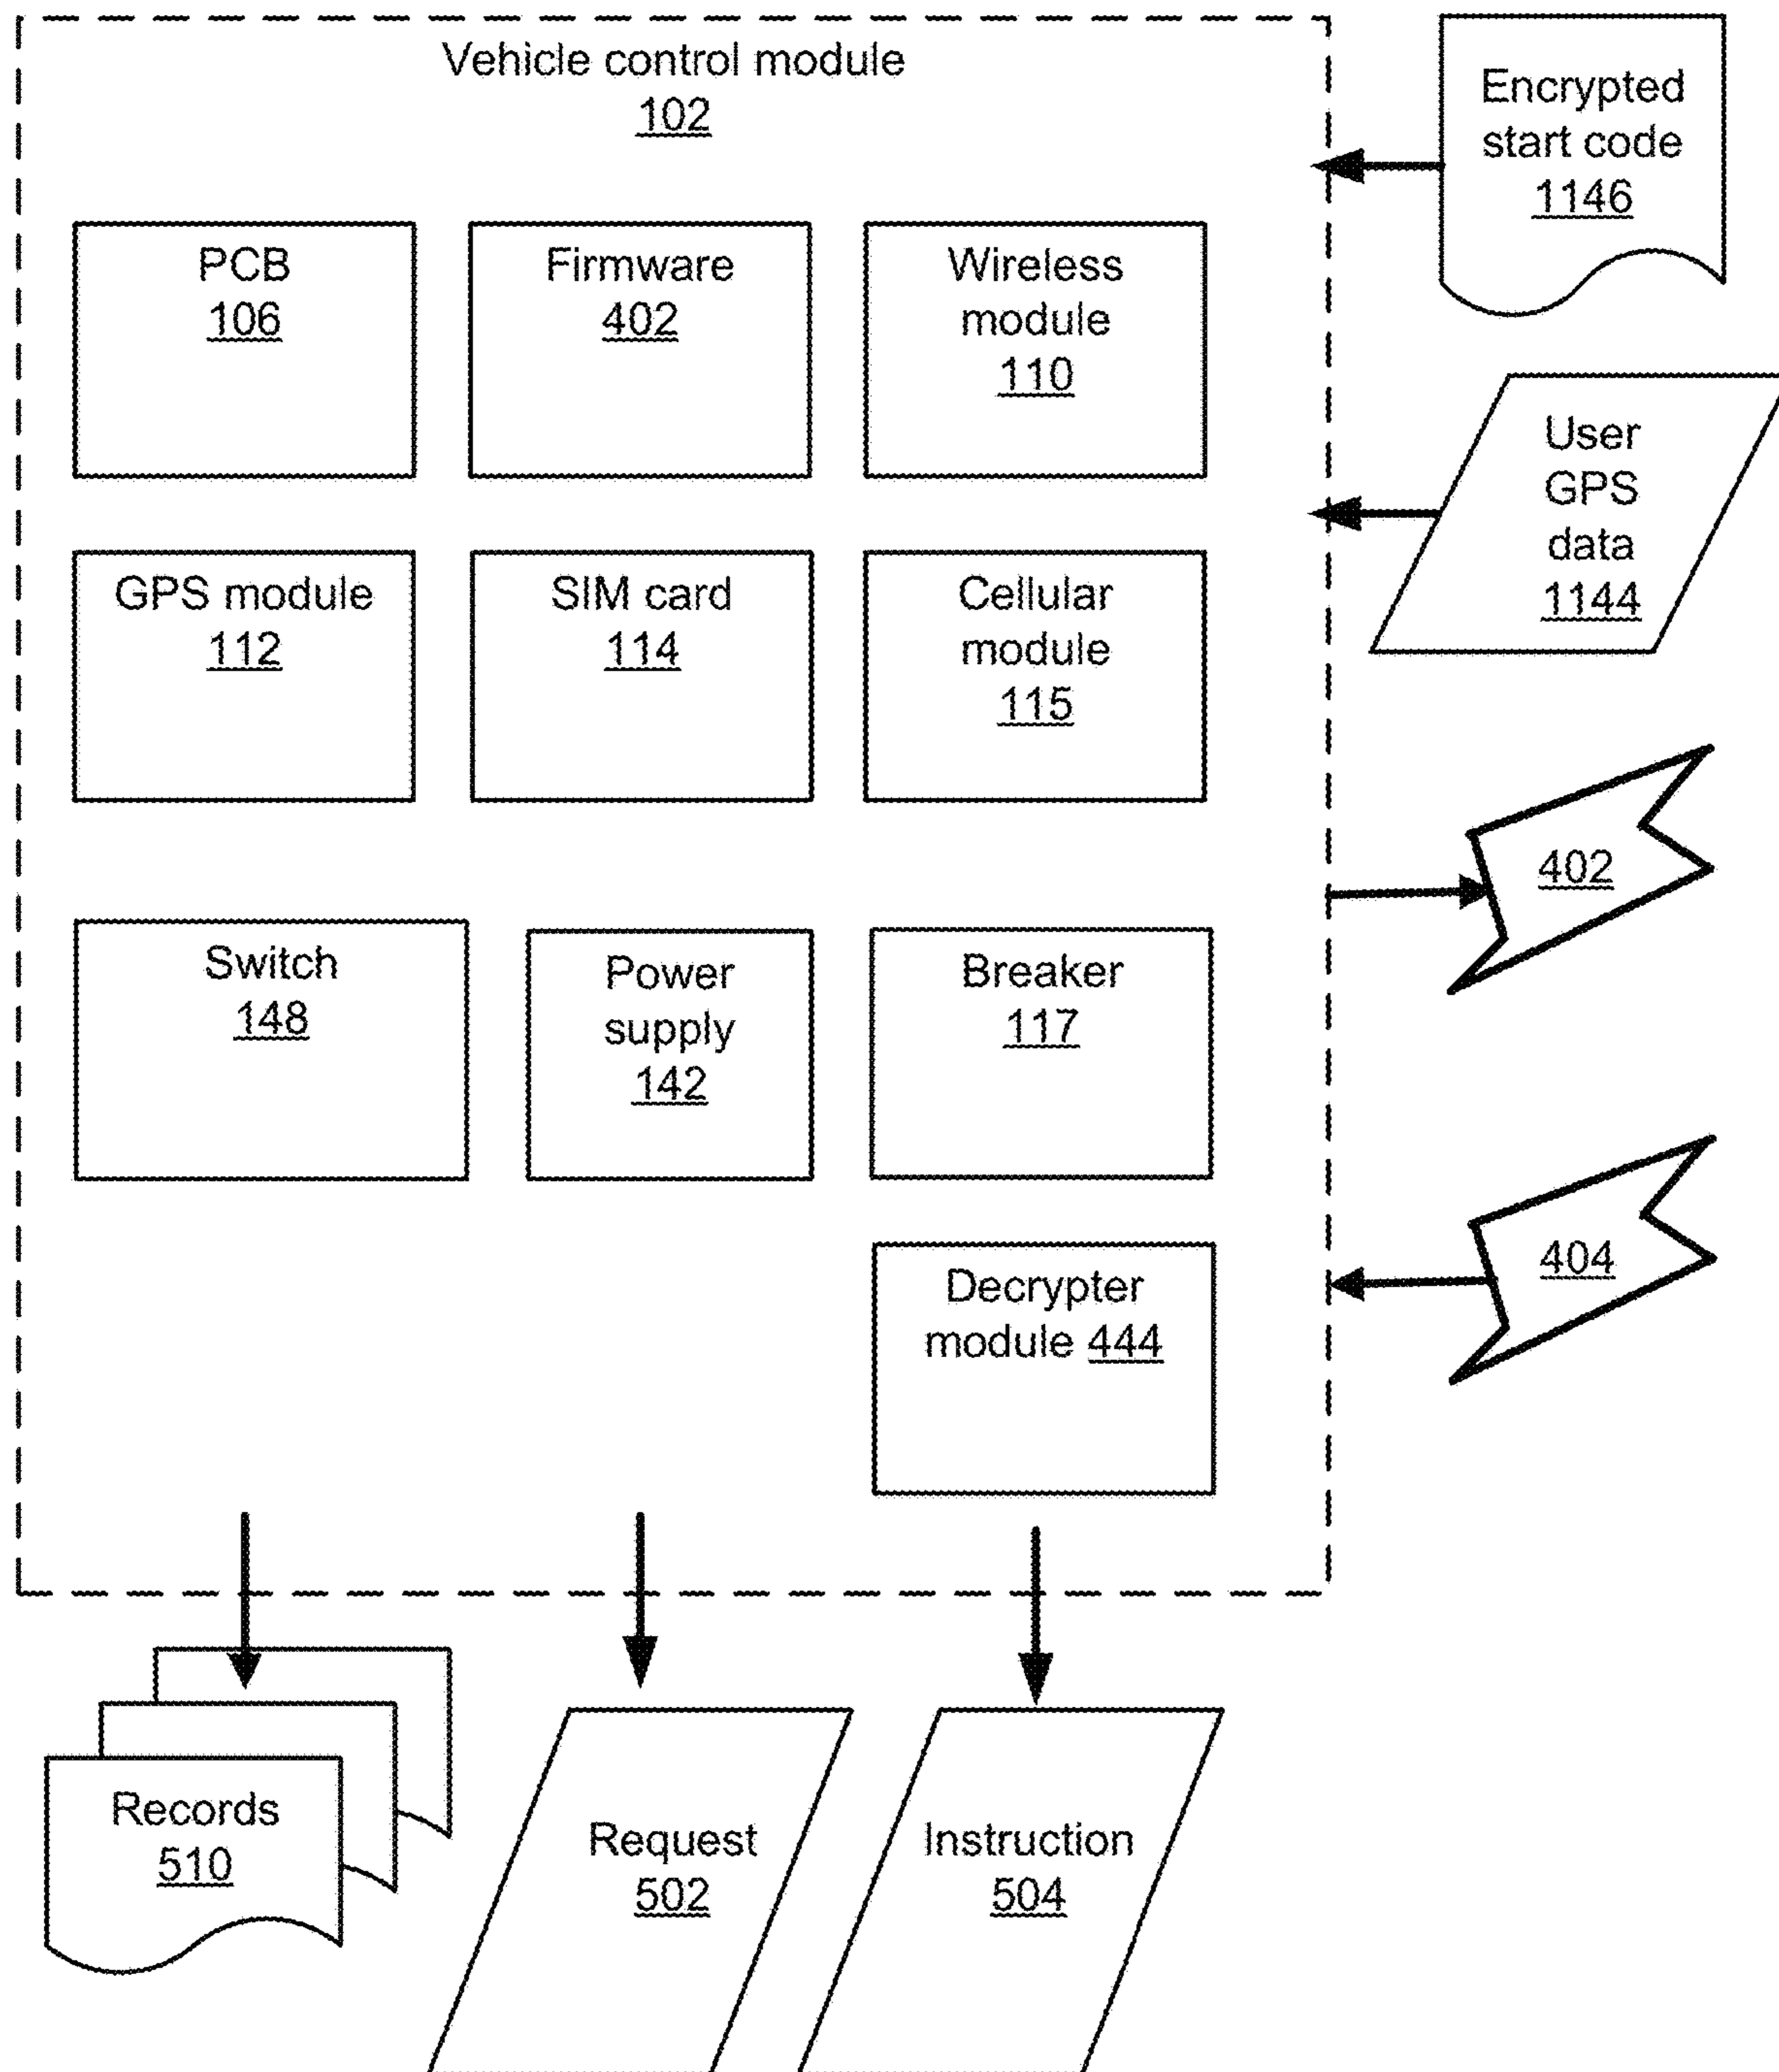 Vehicle control module
102
Encrypted
start code
1146
PCB
106
Firmware
402
Wireless
module
110
User
GPS
data
1144
GPS module
112
SIM card
114
Cellular
module
115
402
Switch
148
Power
supply
142
Breaker
117
404
Decrypter
module 444
Records
510
Request
502
Instruction
504